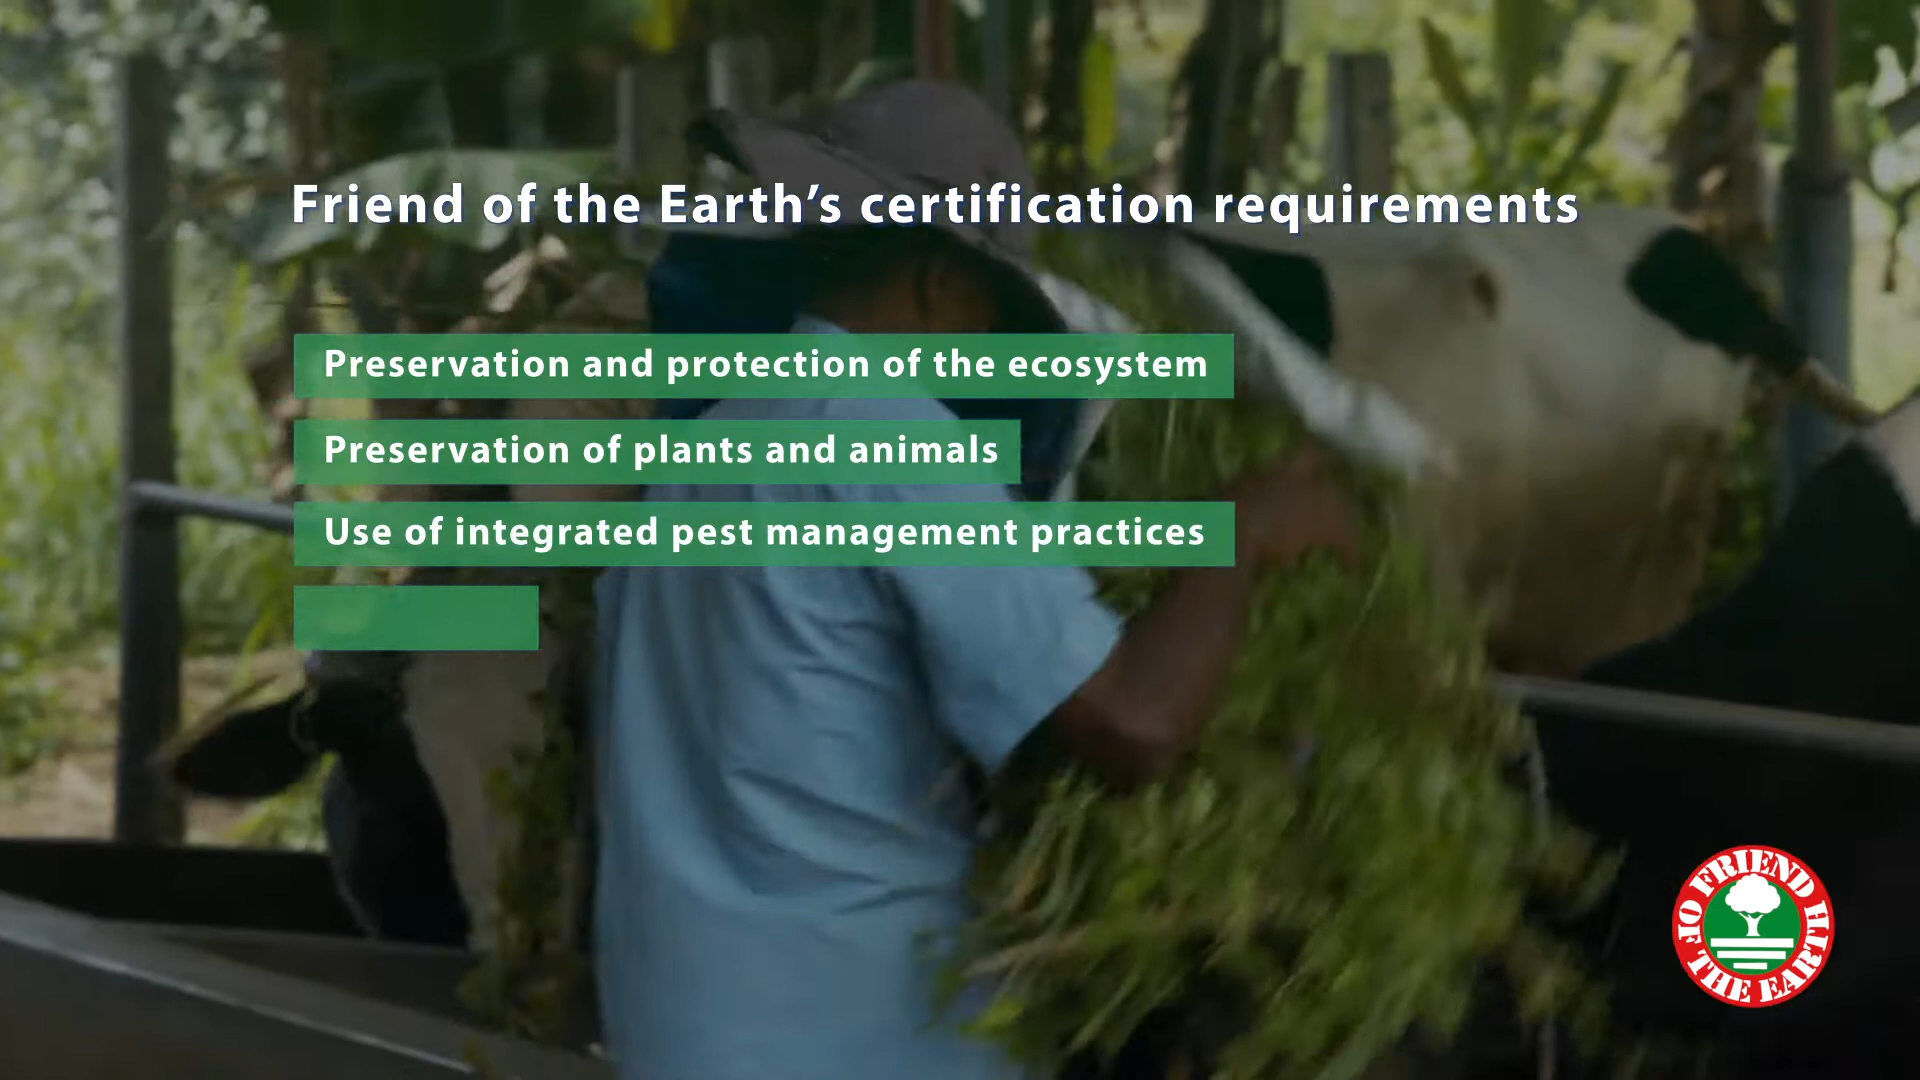 Friend of the Earth’s certification requirements
Preservation and protection of the ecosystem
Preservation of plants and animals
Use of integrated pest management practices
FRIEND OF THE EARTH